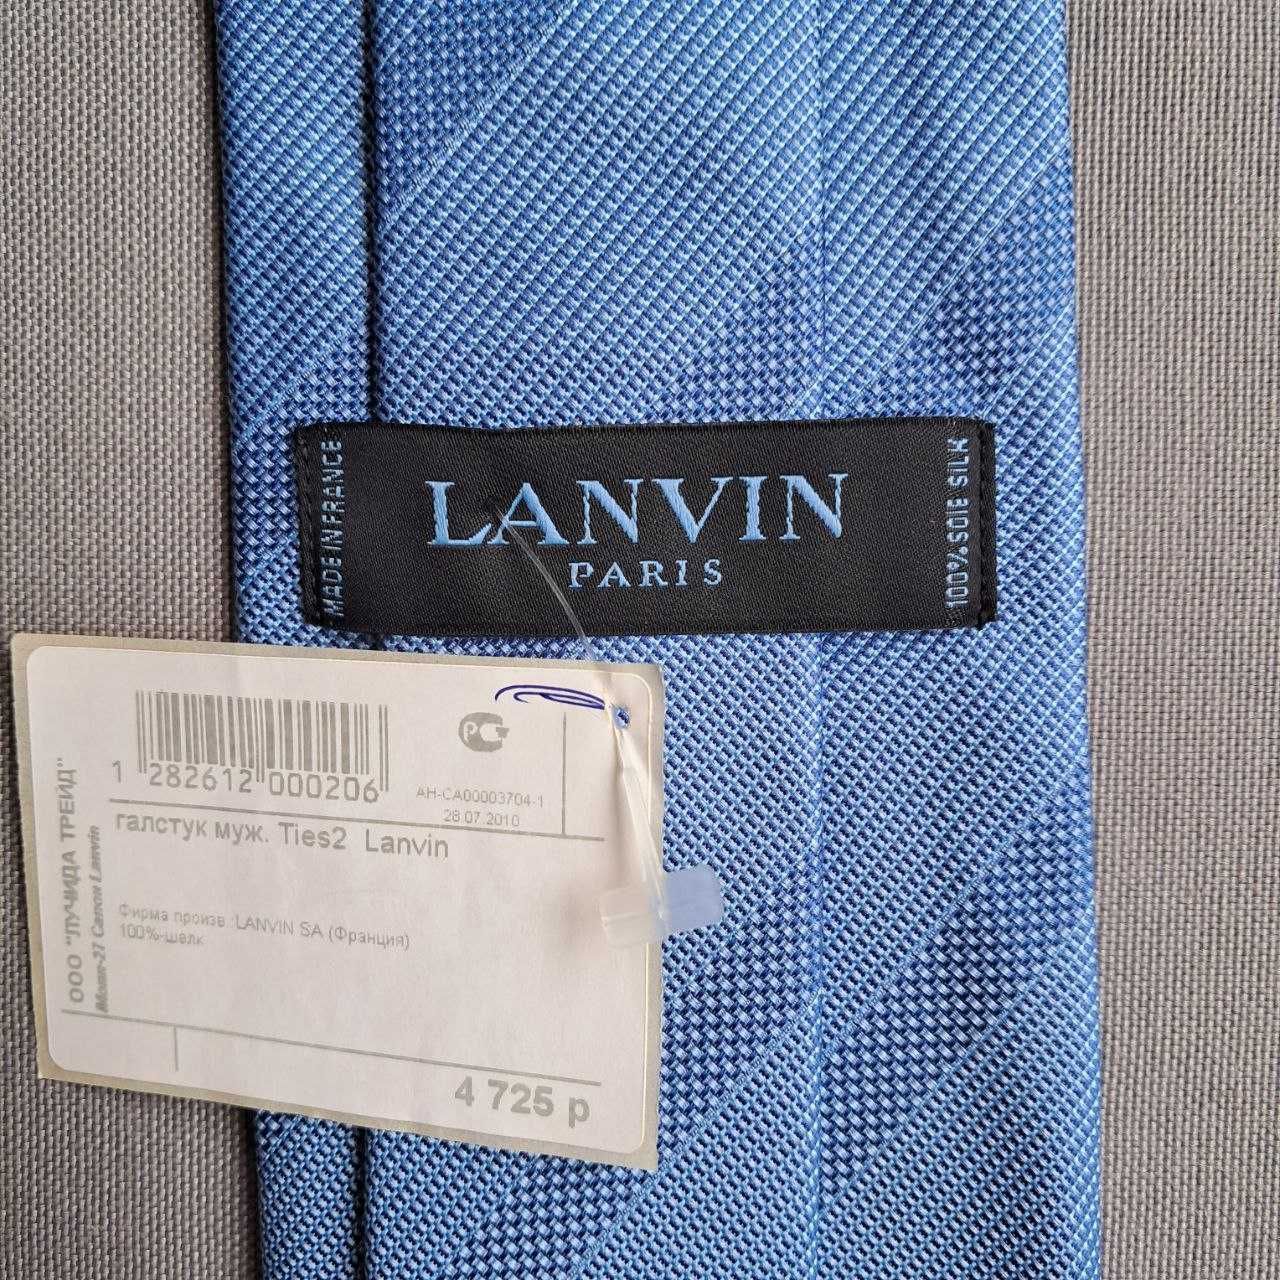 MADE IN FRANCE
LANVIN
PARIS
100% SOIE SILK
1 282612 000206
АН-СА00003704-1
28 07 2010
галстук муж. Ties2 Lanvin
Фирма произв :LANVIN SA (Франция)
100%-шелк
ООО "ЛУЧИДА ТРЕЙД"
Салон Lanvin
4 725 р